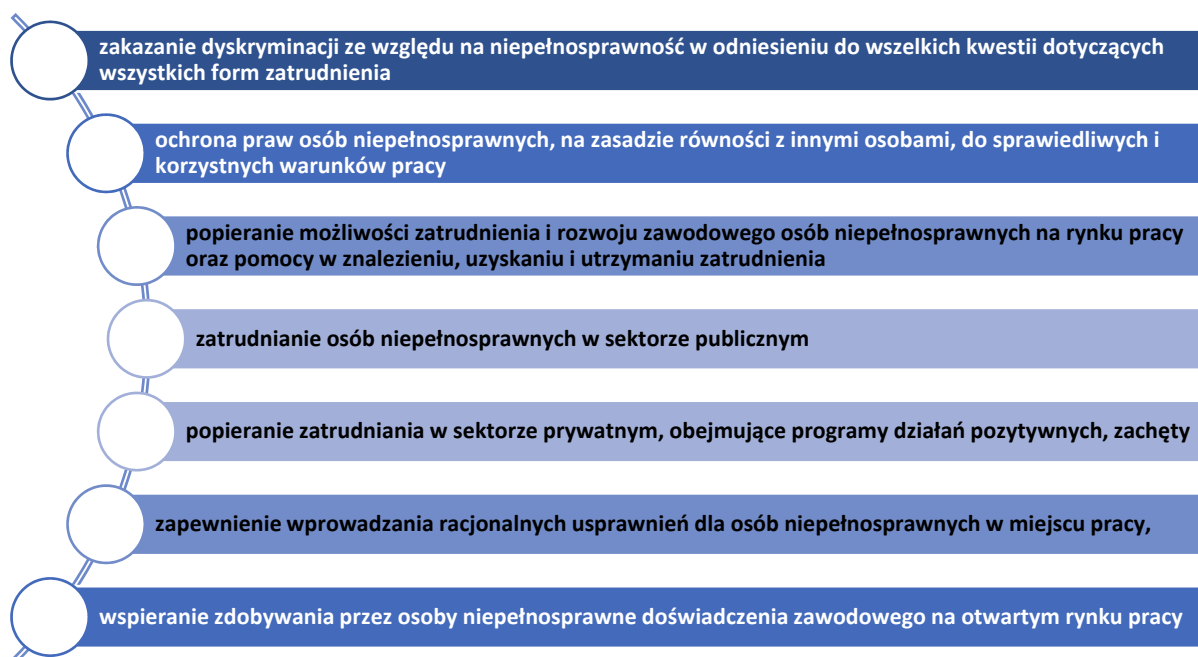 zakazanie dyskryminacji ze względu na niepełnosprawność w odniesieniu do wszelkich kwestii dotyczących
wszystkich form zatrudnienia
ochrona praw osób niepełnosprawnych, na zasadzie równości z innymi osobami, do sprawiedliwych i
korzystnych warunków pracy
popieranie możliwości zatrudnienia i rozwoju zawodowego osób niepełnosprawnych na rynku pracy
oraz pomocy w znalezieniu, uzyskaniu i utrzymaniu zatrudnienia
zatrudnianie osób niepełnosprawnych w sektorze publicznym
popieranie zatrudniania w sektorze prywatnym, obejmujące programy działań pozytywnych, zachęty
zapewnienie wprowadzania racjonalnych usprawnień dla osób niepełnosprawnych w miejscu pracy,
wspieranie zdobywania przez osoby niepełnosprawne doświadczenia zawodowego na otwartym rynku pracy